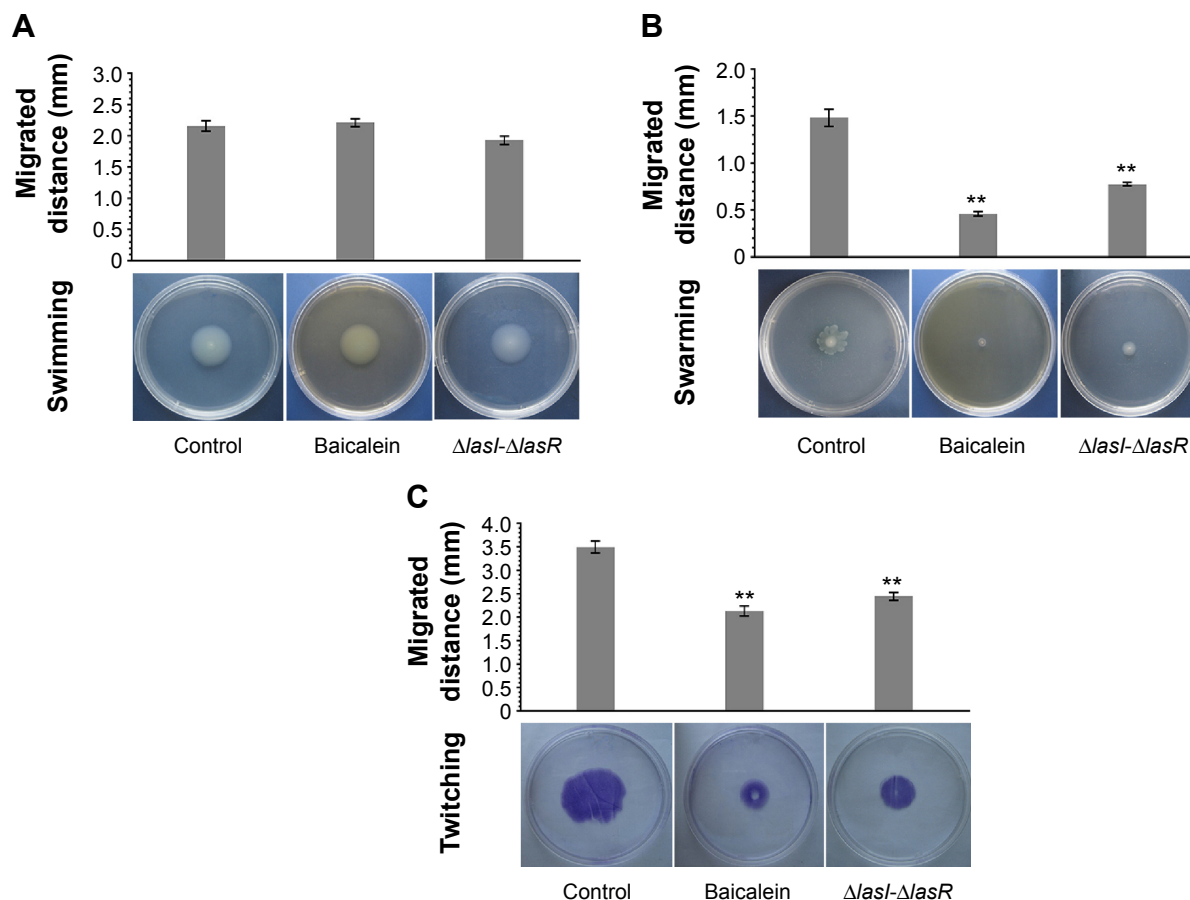 A
Migrated
distance (mm)
3.0
2.5
2.0
1.5
1.0
0.5
0
Swimming
Control Baicalein ΔlasI-ΔlasR
B
Migrated
distance (mm)
2.0
1.5
1.0
0.5
0
**
**
Swarming
Control Baicalein ΔlasI-ΔlasR
C
Migrated
distance (mm)
4.0
3.5
3.0
2.5
2.0
1.5
1.0
0.5
0
**
**
Twitching
Control Baicalein ΔlasI-ΔlasR